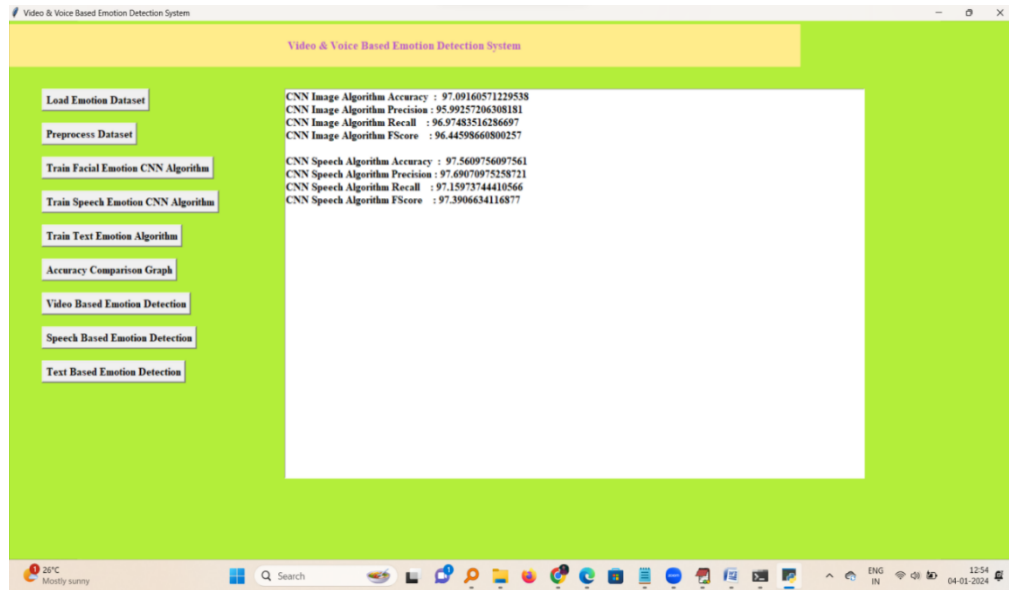 Video & Voice Based Emotion Detection System
Video & Voice Based Emotion Detection System
Load Emotion Dataset
Preprocess Dataset
Train Facial Emotion CNN Algorithm
Train Speech Emotion CNN Algorithm
Train Text Emotion Algorithm
Accuracy Comparison Graph
Video Based Emotion Detection
Speech Based Emotion Detection
Text Based Emotion Detection
CNN Image Algorithm Accuracy : 97.09160571229538
CNN Image Algorithm Precision : 95.99257206308181
CNN Image Algorithm Recall : 96.97483516286697
CNN Image Algorithm FScore : 96.44598660800257
CNN Speech Algorithm Accuracy : 97.5609756097561
CNN Speech Algorithm Precision : 97.69070975258721
CNN Speech Algorithm Recall : 97.15973744410566
CNN Speech Algorithm FScore : 97.3906634116877
1
26°C
Mostly sunny
Search
ENG
IN
12:54
04-01-2024